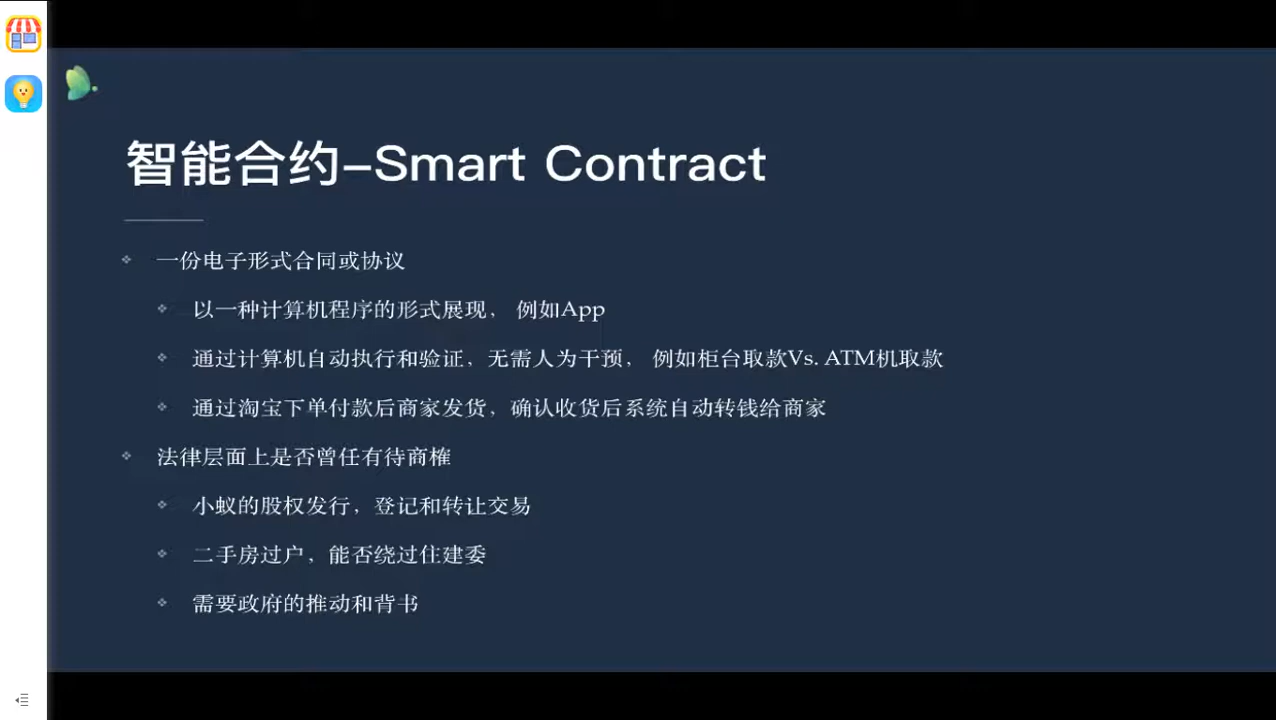 智能合约-Smart Contract
一份电子形式合同或协议
以一种计算机程序的形式展现， 例如App
通过计算机自动执行和验证，无需人为干预， 例如柜台取款Vs. ATM机取款
通过淘宝下单付款后商家发货，确认收货后系统自动转钱给商家
法律层面上是否曾任有待商榷
小蚁的股权发行，登记和转让交易
二手房过户，能否绕过住建委
需要政府的推动和背书